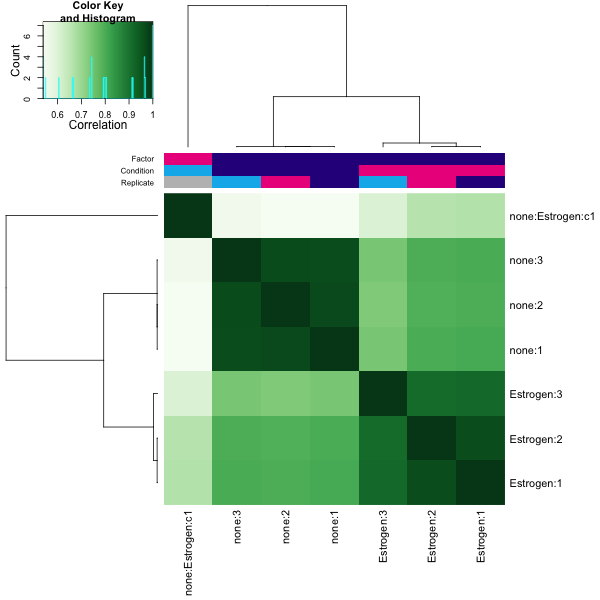 Color Key
and Histogram
Count
0 2 4 6
0.6 0.7 0.8 0.9 1
Correlation
Factor
Condition
Replicate
none:Estrogen:c1
none:3
none:2
none:1
Estrogen:3
Estrogen:2
Estrogen:1
none:Estrogen:c1
none:3
none:2
none:1
Estrogen:3
Estrogen:2
Estrogen:1